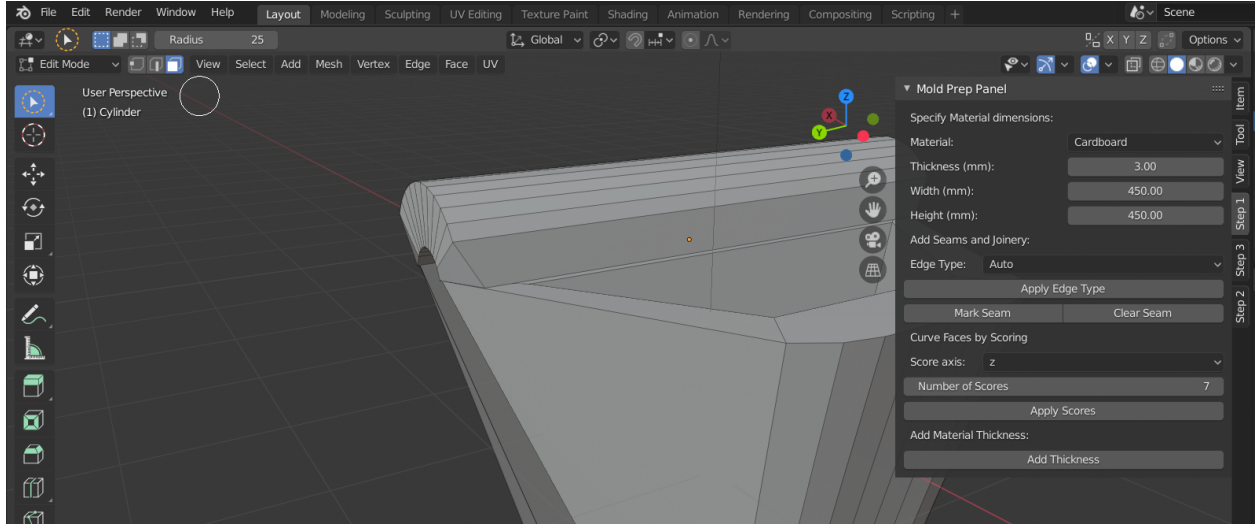 File Edit Render Window Help Layout Modeling Sculpting UV Editing Texture Paint Shading Animation Rendering Compositing Scripting + Scene
Radius 25 Global X Y Z Options
Edit Mode View Select Add Mesh Vertex Edge Face UV
User Perspective
(1) Cylinder
Z
X
Y
Mold Prep Panel
Specify Material dimensions:
Material: Cardboard
Thickness (mm): 3.00
Width (mm): 450.00
Height (mm): 450.00
Add Seams and Joinery:
Edge Type: Auto
Apply Edge Type
Mark Seam Clear Seam
Curve Faces by Scoring
Score axis: z
Number of Scores 7
Apply Scores
Add Material Thickness:
Add Thickness
Item
Tool
View
Step 1
Step 3
Step 2